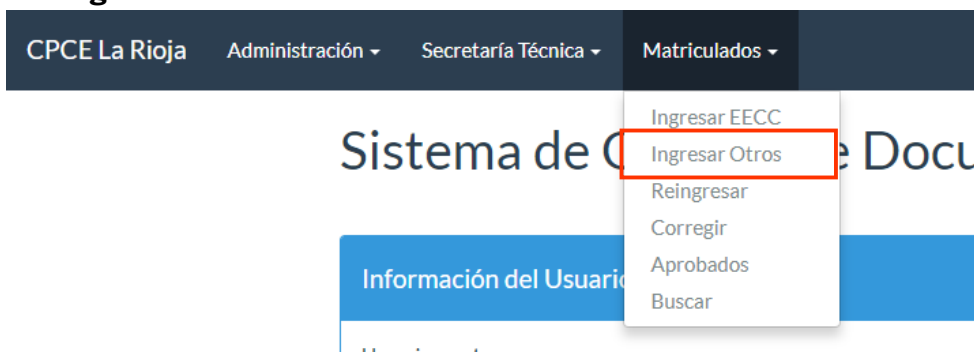 CPCE La Rioja Administración Secretaría Técnica Matriculados
Ingresar EECC
Sistema de Docu
Ingresar Otros
Reingresar
Corregir
Información del Usuario
Aprobados
Buscar